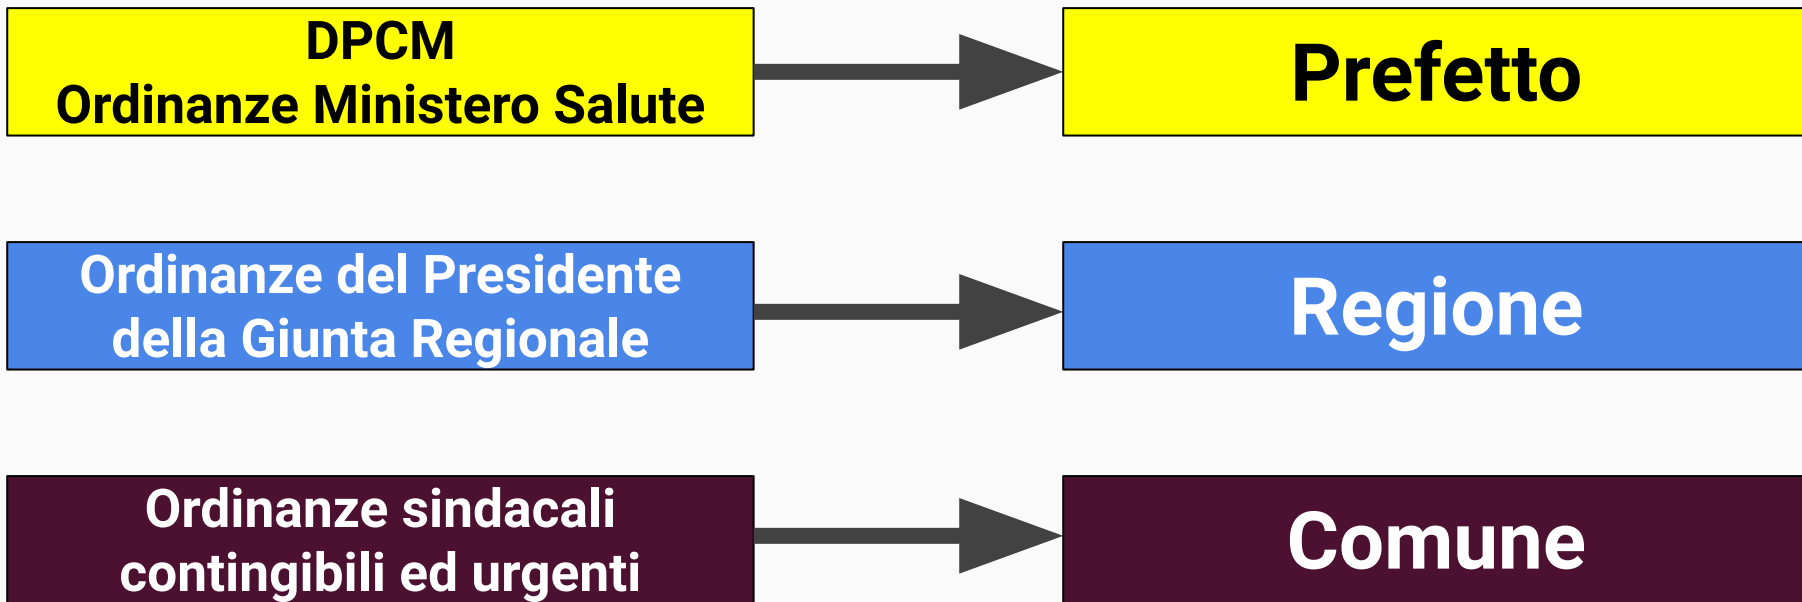 DPCM
Ordinanze Ministero Salute
Prefetto
Ordinanze del Presidente
della Giunta Regionale
Regione
Ordinanze sindacali
contingibili ed urgenti
Comune